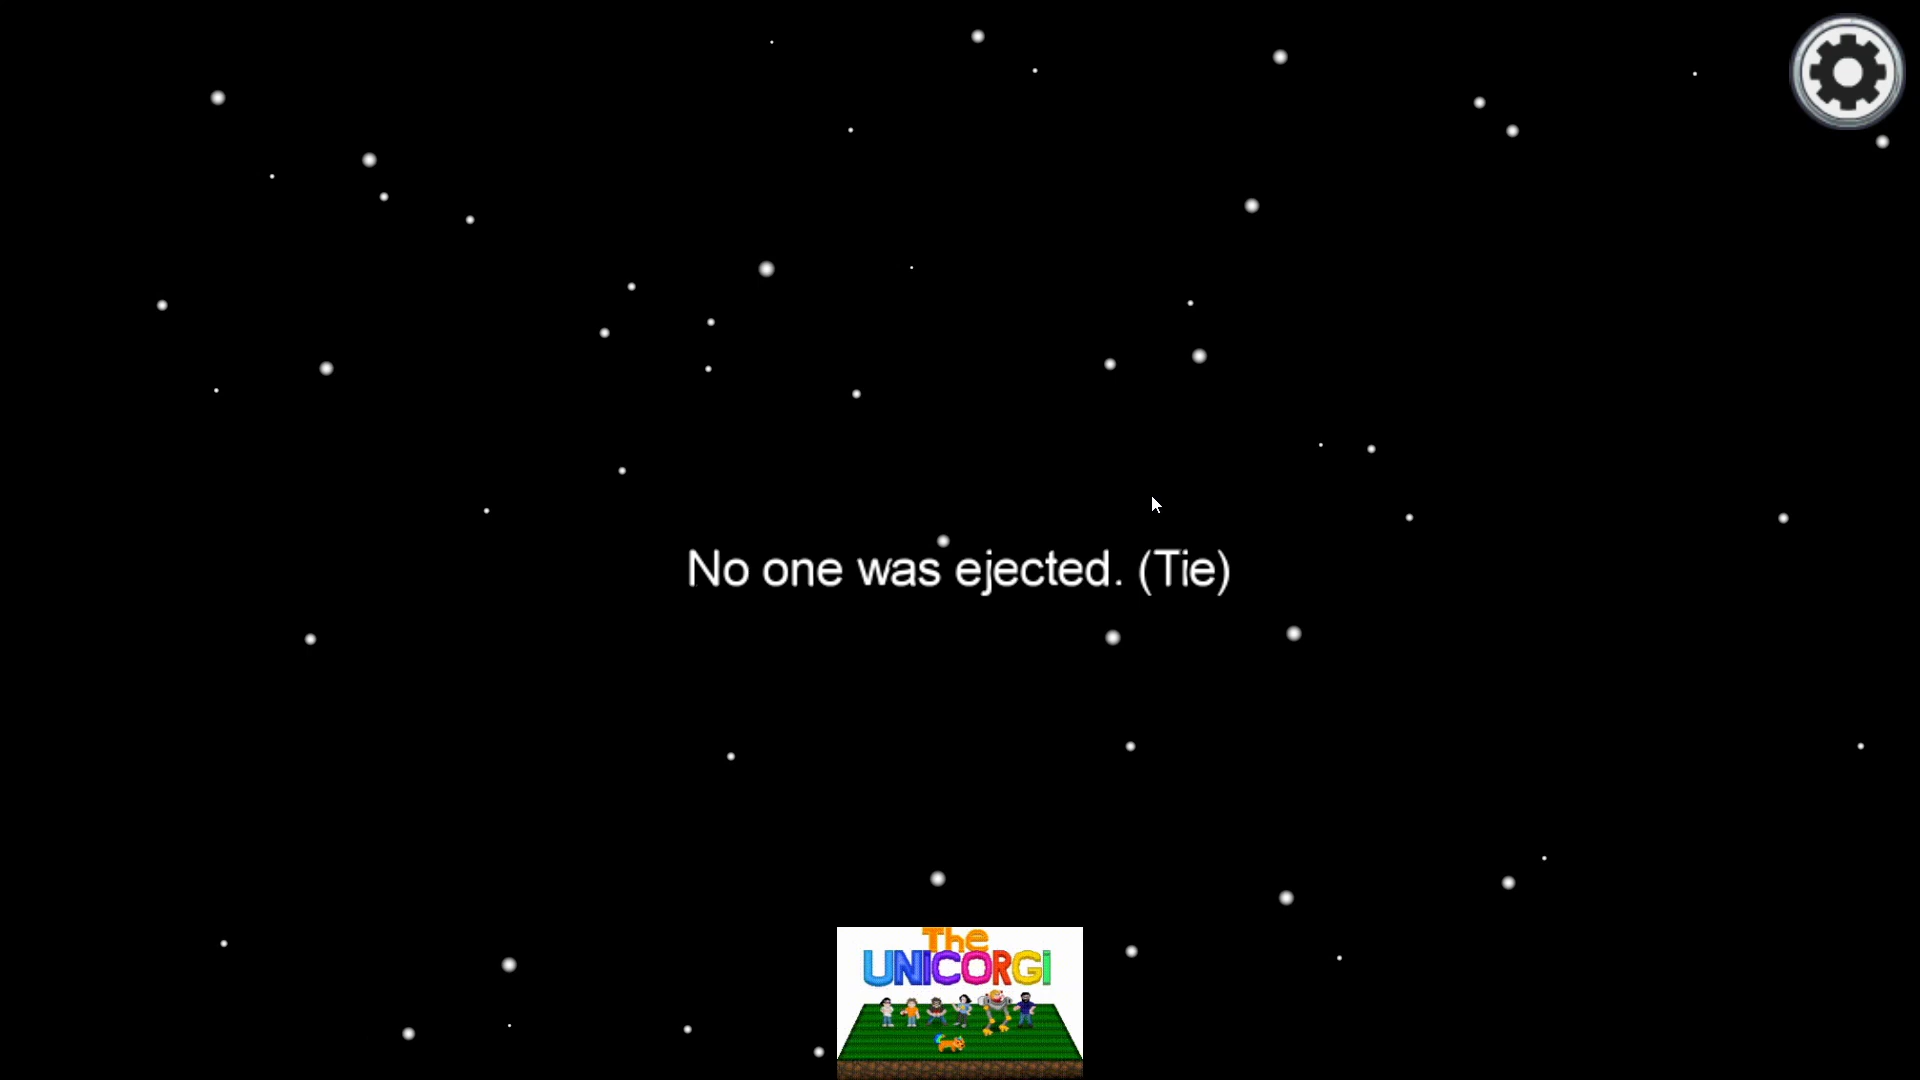 No one was ejected. (Tie)
The
UNICORGI